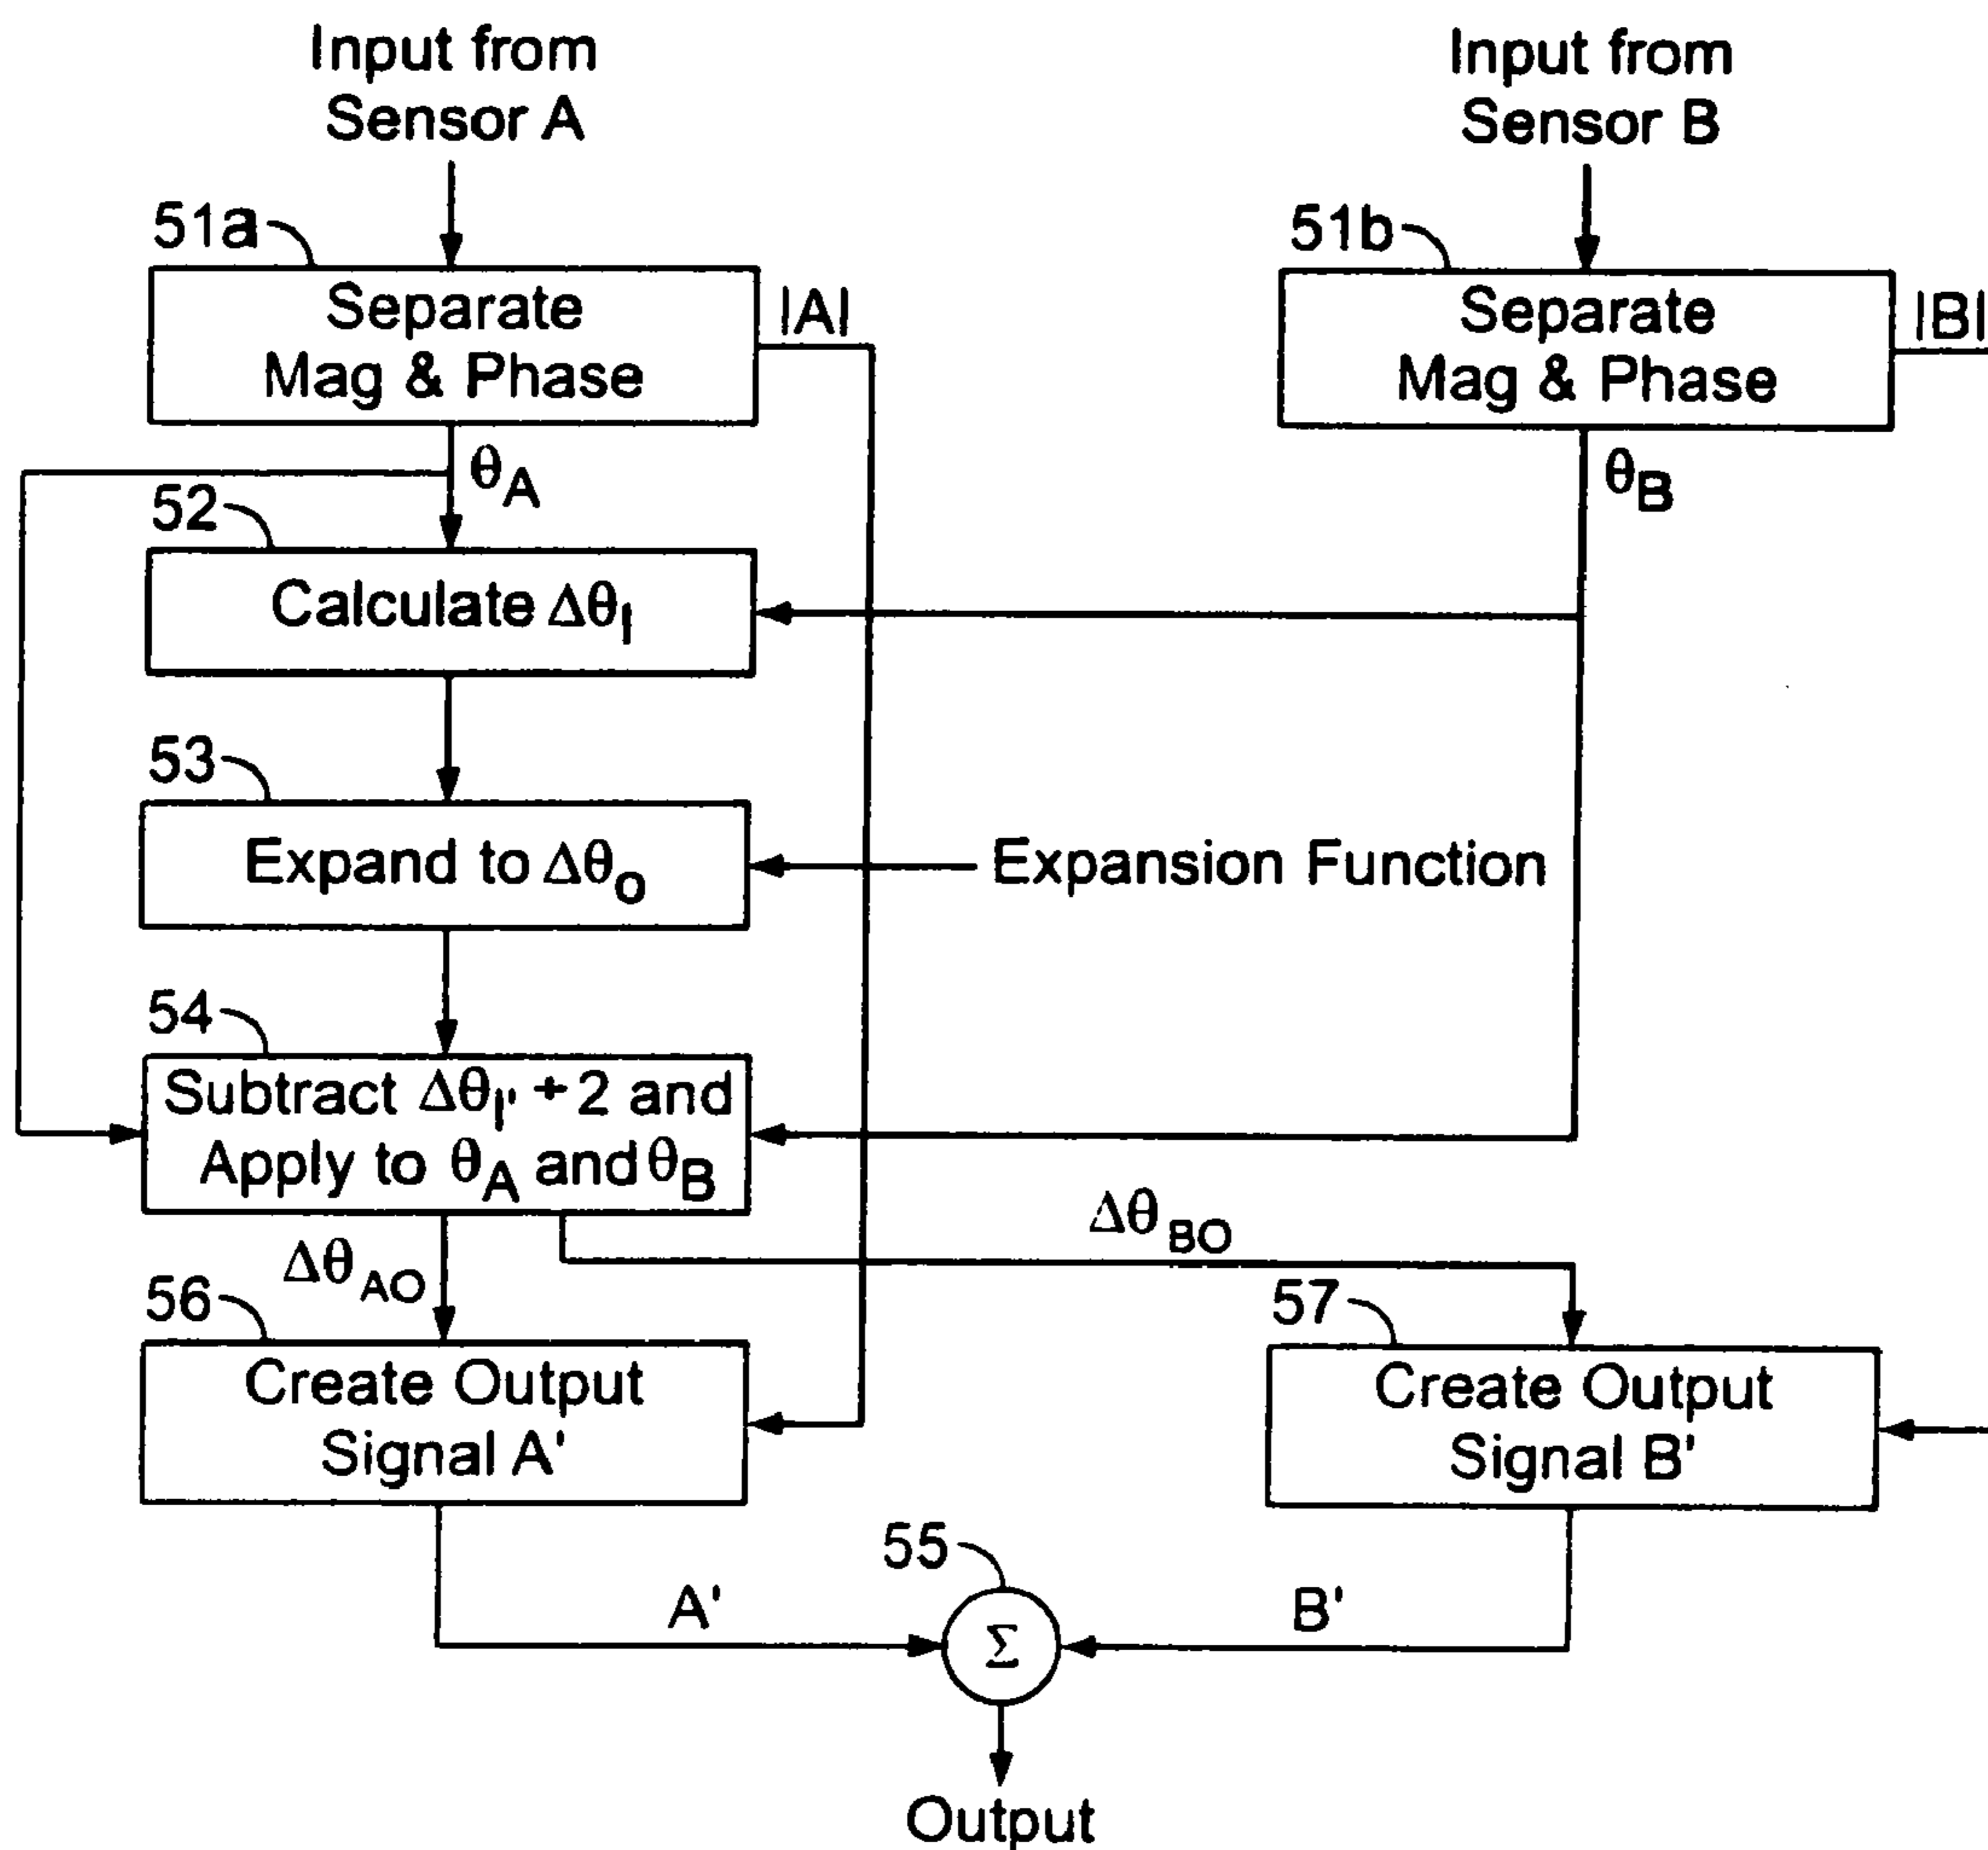 Input from
Sensor A
Input from
Sensor B
51a
51b
Separate
Mag & Phase
|A|
Separate
Mag & Phase
|B|
θA
θB
52
Calculate ΔθI
53
Expand to Δθo
Expansion Function
54
Subtract ΔθI' +2 and
Apply to θA and θB
ΔθAO
ΔθBO
56
57
Create Output
Signal A'
Create Output
Signal B'
55
A'
B'
Σ
Output